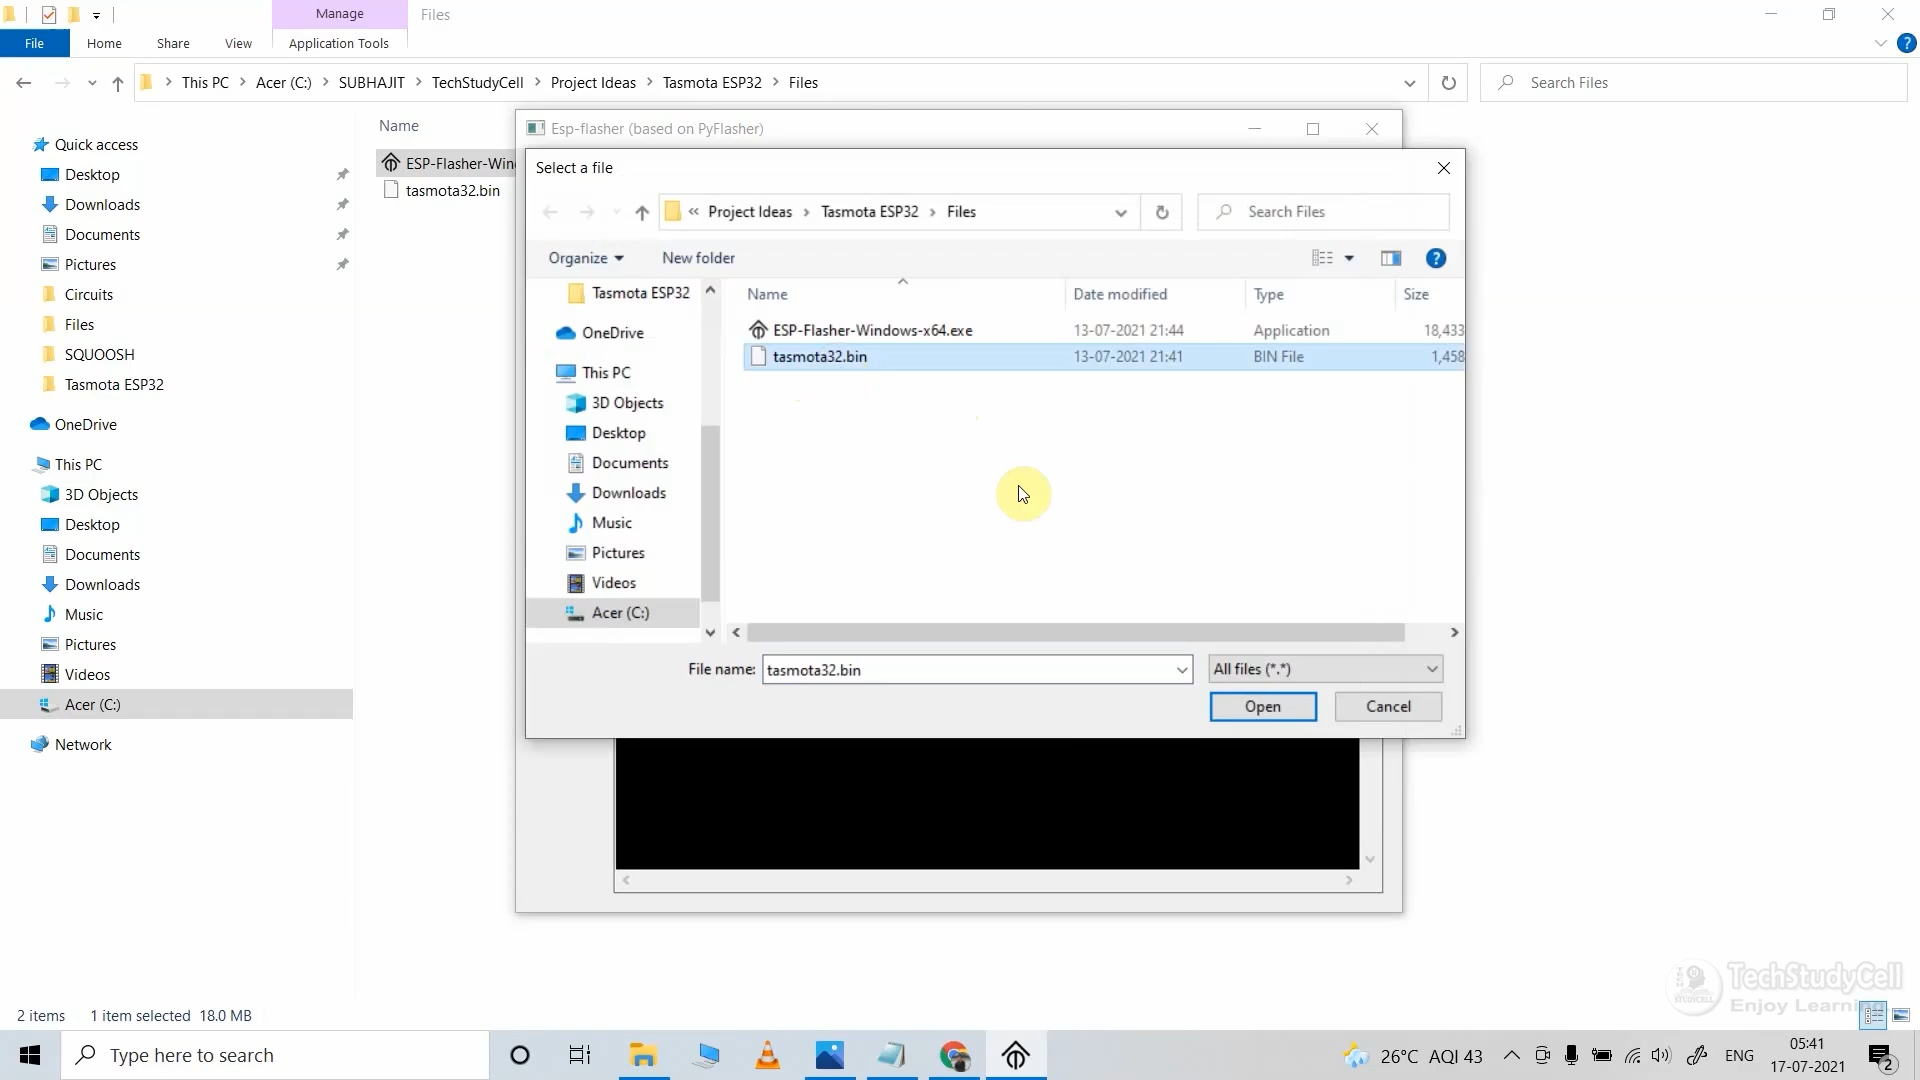 Manage
Files
File
Home
Share
View
Application Tools
This PC
Acer (C:)
SUBHAJIT
TechStudyCell
Project Ideas
Tasmota ESP32
Files
Search Files
Quick access
Desktop
Downloads
Documents
Pictures
Circuits
Files
SQUOOSH
Tasmota ESP32
OneDrive
This PC
3D Objects
Desktop
Documents
Downloads
Music
Pictures
Videos
Acer (C:)
Network
Name
ESP-Flasher-Win
tasmota32.bin
Esp-flasher (based on PyFlasher)
Select a file
« Project Ideas
Tasmota ESP32
Files
Search Files
Organize
New folder
Tasmota ESP32
OneDrive
This PC
3D Objects
Desktop
Documents
Downloads
Music
Pictures
Videos
Acer (C:)
Name
Date modified
Type
Size
ESP-Flasher-Windows-x64.exe
13-07-2021 21:44
Application
18,433
tasmota32.bin
13-07-2021 21:41
BIN File
1,458
File name:
tasmota32.bin
All files (*.*)
Open
Cancel
TechStudyCell
Enjoy Learning
2 items
1 item selected 18.0 MB
Type here to search
26°C AQI 43
ENG
05:41
17-07-2021
2